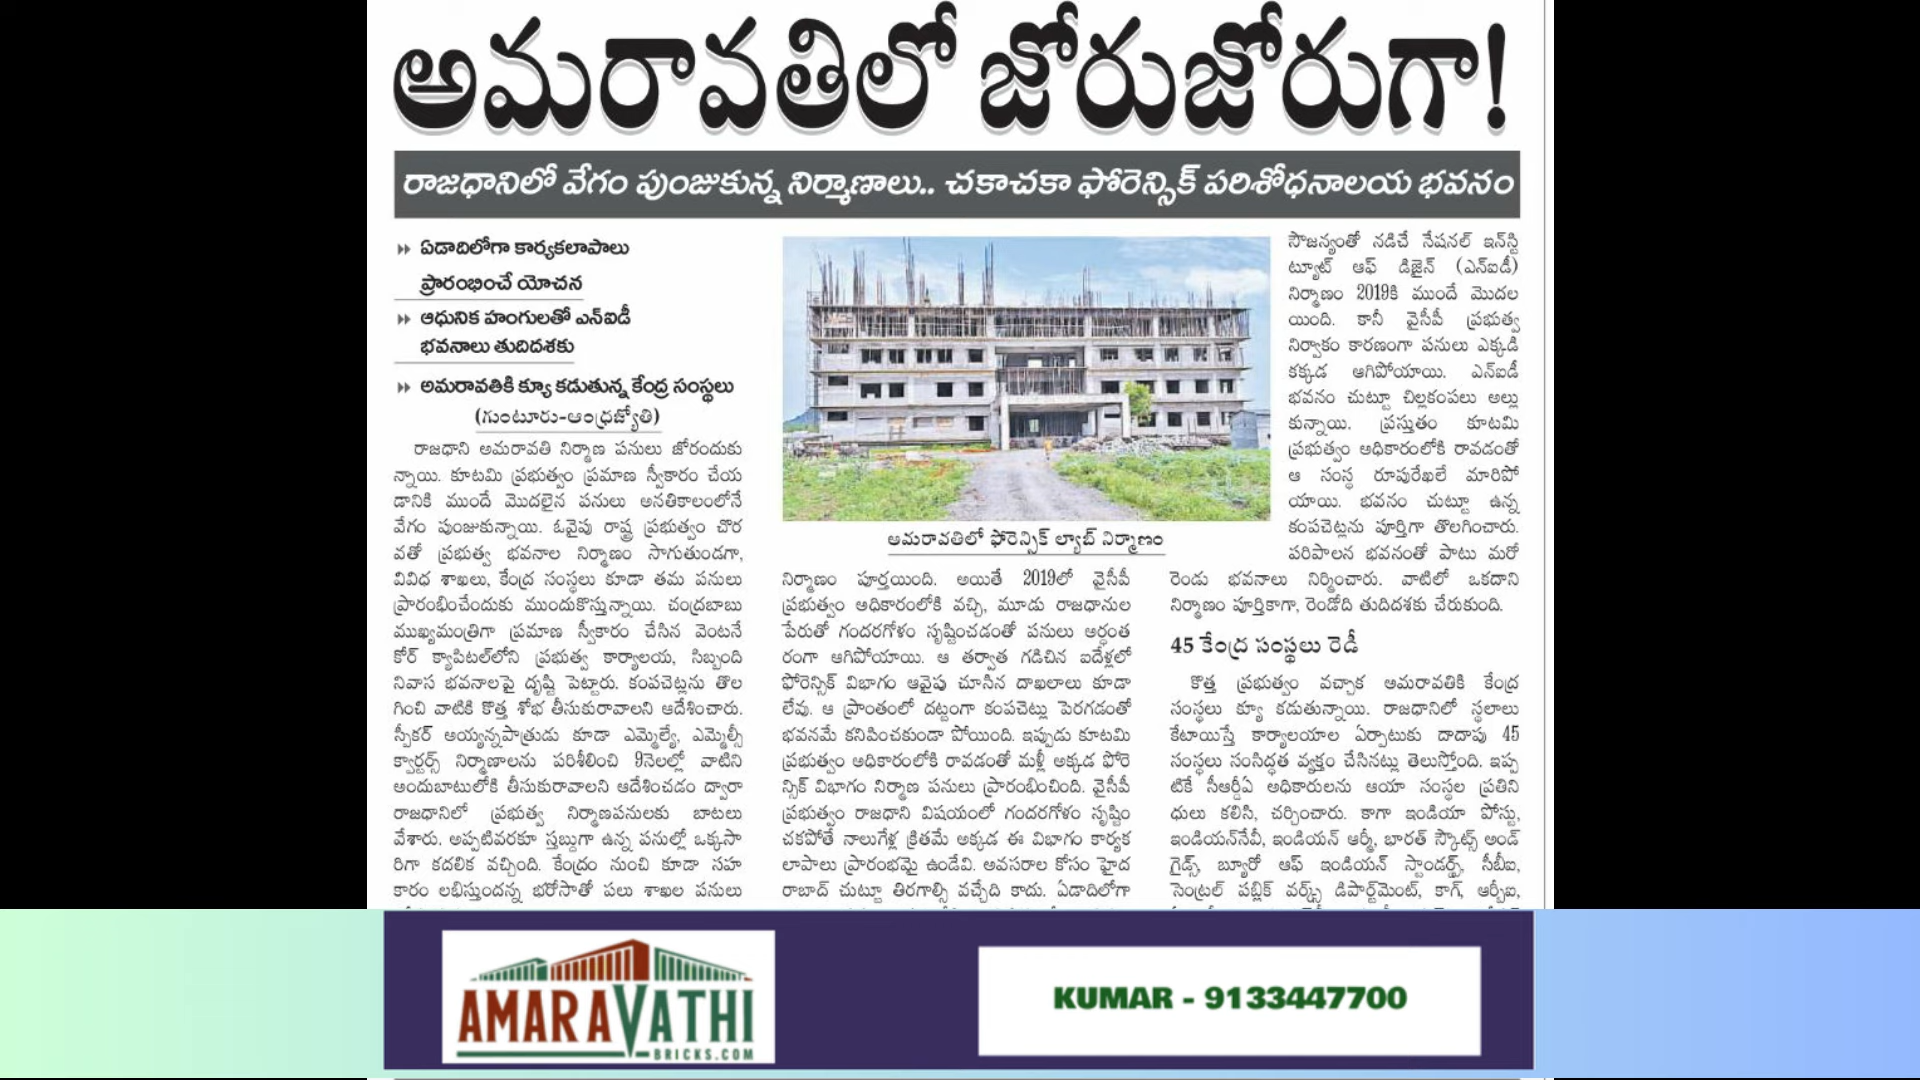 అమరావతిలో జోరుజోరుగా!
రాజధానిలో వేగం పుంజుకున్న నిర్మాణాలు.. చకాచకా ఫోరెన్సిక్ పరిశోధనాలయ భవనం
ఏడాదిలోగా కార్యకలాపాలు
ప్రారంభించే యోచన
ఆధునిక హంగులతో ఎన్ఐడీ
భవనాలు తుదిదశకు
అమరావతికి క్యూ కడుతున్న కేంద్ర సంస్థలు
(గుంటూరు-ఆంధ్రజ్యోతి)
రాజధాని అమరావతి నిర్మాణ పనులు జోరందుకు
న్నాయి. కూటమి ప్రభుత్వం ప్రమాణ స్వీకారం చేయ
డానికి ముందే మొదలైన పనులు అనతికాలంలోనే
వేగం పుంజుకున్నాయి. ఓవైపు రాష్ట్ర ప్రభుత్వం చొర
వతో ప్రభుత్వ భవనాల నిర్మాణం సాగుతుండగా,
వివిధ శాఖలు, కేంద్ర సంస్థలు కూడా తమ పనులు
ప్రారంభించేందుకు ముందుకొస్తున్నాయి. చంద్రబాబు
ముఖ్యమంత్రిగా ప్రమాణ స్వీకారం చేసిన వెంటనే
కోర్ క్యాపిటల్‌లోని ప్రభుత్వ కార్యాలయ, సిబ్బంది
నివాస భవనాలపై దృష్టి పెట్టారు. కంపచెట్లను తొల
గించి వాటికి కొత్త శోభ తీసుకురావాలని ఆదేశించారు.
స్పీకర్ అయ్యన్నపాత్రుడు కూడా ఎమ్మెల్యే, ఎమ్మెల్సీ
క్వార్టర్స్ నిర్మాణాలను పరిశీలించి 9నెలల్లో వాటిని
అందుబాటులోకి తీసుకురావాలని ఆదేశించడం ద్వారా
రాజధానిలో ప్రభుత్వ నిర్మాణపనులకు బాటలు
వేశారు. అప్పటివరకూ స్తబ్దుగా ఉన్న పనుల్లో ఒక్కసా
రిగా కదలిక వచ్చింది. కేంద్రం నుంచి కూడా సహ
కారం లభిస్తుందన్న భరోసాతో పలు శాఖల పనులు
అమరావతిలో ఫోరెన్సిక్ ల్యాబ్ నిర్మాణం
నిర్మాణం పూర్తయింది. అయితే 2019లో వైసీపీ
ప్రభుత్వం అధికారంలోకి వచ్చి, మూడు రాజధానుల
పేరుతో గందరగోళం సృష్టించడంతో పనులు అర్ధంత
రంగా ఆగిపోయాయి. ఆ తర్వాత గడిచిన ఐదేళ్లలో
ఫోరెన్సిక్ విభాగం ఆవైపు చూసిన దాఖలాలు కూడా
లేవు. ఆ ప్రాంతంలో దట్టంగా కంపచెట్లు పెరగడంతో
భవనమే కనిపించకుండా పోయింది. ఇప్పుడు కూటమి
ప్రభుత్వం అధికారంలోకి రావడంతో మళ్లీ అక్కడ ఫోరె
న్సిక్ విభాగం నిర్మాణ పనులు ప్రారంభించింది. వైసీపీ
ప్రభుత్వం రాజధాని విషయంలో గందరగోళం సృష్టిం
చకపోతే నాలుగేళ్ల క్రితమే అక్కడ ఈ విభాగం కార్యక
లాపాలు ప్రారంభమై ఉండేవి. అవసరాల కోసం హైద
రాబాద్ చుట్టూ తిరగాల్సి వచ్చేది కాదు. ఏడాదిలోగా
సౌజన్యంతో నడిచే నేషనల్ ఇన్‌స్టి
ట్యూట్ ఆఫ్ డిజైన్ (ఎన్ఐడీ)
నిర్మాణం 2019కి ముందే మొదల
యింది. కానీ వైసీపీ ప్రభుత్వ
నిర్వాకం కారణంగా పనులు ఎక్కడి
కక్కడ ఆగిపోయాయి. ఎన్ఐడీ
భవనం చుట్టూ చిల్లకంపలు అల్లు
కున్నాయి. ప్రస్తుతం కూటమి
ప్రభుత్వం అధికారంలోకి రావడంతో
ఆ సంస్థ రూపురేఖలే మారిపో
యాయి. భవనం చుట్టూ ఉన్న
కంపచెట్లను పూర్తిగా తొలగించారు.
పరిపాలన భవనంతో పాటు మరో
రెండు భవనాలు నిర్మించారు. వాటిలో ఒకదాని
నిర్మాణం పూర్తికాగా, రెండోది తుదిదశకు చేరుకుంది.
45 కేంద్ర సంస్థలు రెడీ
కొత్త ప్రభుత్వం వచ్చాక అమరావతికి కేంద్ర
సంస్థలు క్యూ కడుతున్నాయి. రాజధానిలో స్థలాలు
కేటాయిస్తే కార్యాలయాల ఏర్పాటుకు దాదాపు 45
సంస్థలు సంసిద్ధత వ్యక్తం చేసినట్లు తెలుస్తోంది. ఇప్ప
టికే సీఆర్డీఏ అధికారులను ఆయా సంస్థల ప్రతిని
ధులు కలిసి, చర్చించారు. కాగా ఇండియా పోస్టు,
ఇండియన్‌నేవీ, ఇండియన్ ఆర్మీ, భారత్ స్కౌట్స్ అండ్
గైడ్స్, బ్యూరో ఆఫ్ ఇండియన్ స్టాండర్డ్స్, సీబీఐ,
సెంట్రల్ పబ్లిక్ వర్క్స్ డిపార్ట్‌మెంట్, కాగ్, ఆర్బీఐ,
AMARAVATHI
BRICKS.COM
KUMAR - 9133447700